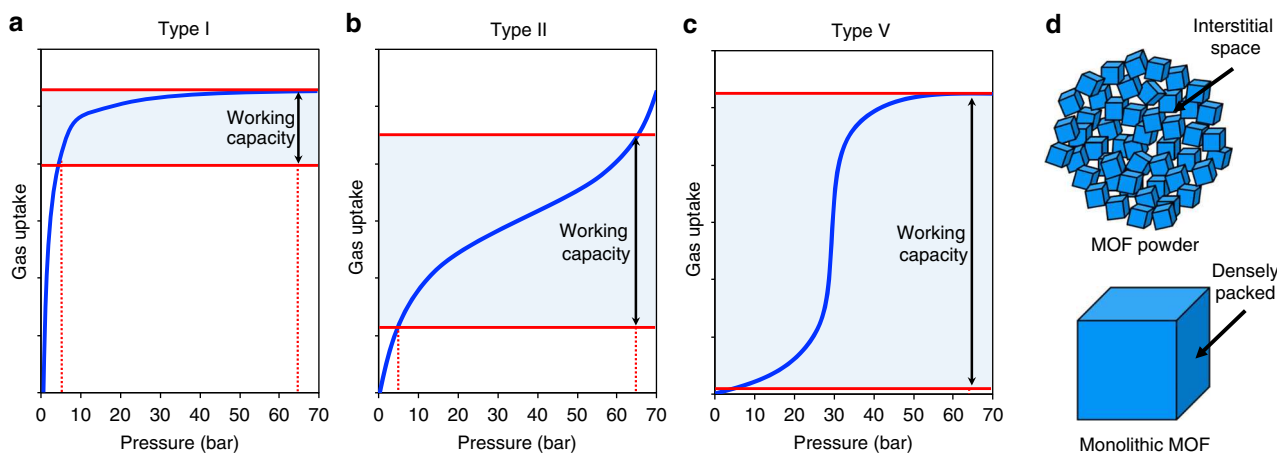 a
Type I
Gas uptake
Working
capacity
0 10 20 30 40 50 60 70
Pressure (bar)
b
Type II
Gas uptake
Working
capacity
0 10 20 30 40 50 60 70
Pressure (bar)
c
Type V
Gas uptake
Working
capacity
0 10 20 30 40 50 60 70
Pressure (bar)
d
Interstitial
space
MOF powder
Densely
packed
Monolithic MOF